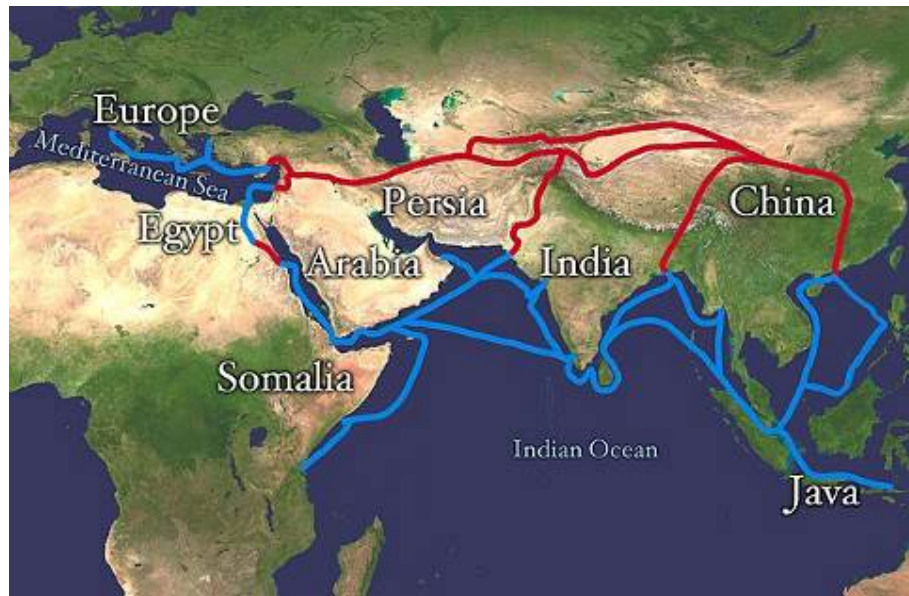 Europe
Mediterranean Sea
Egypt
Persia
Arabia
India
China
Somalia
Indian Ocean
Java